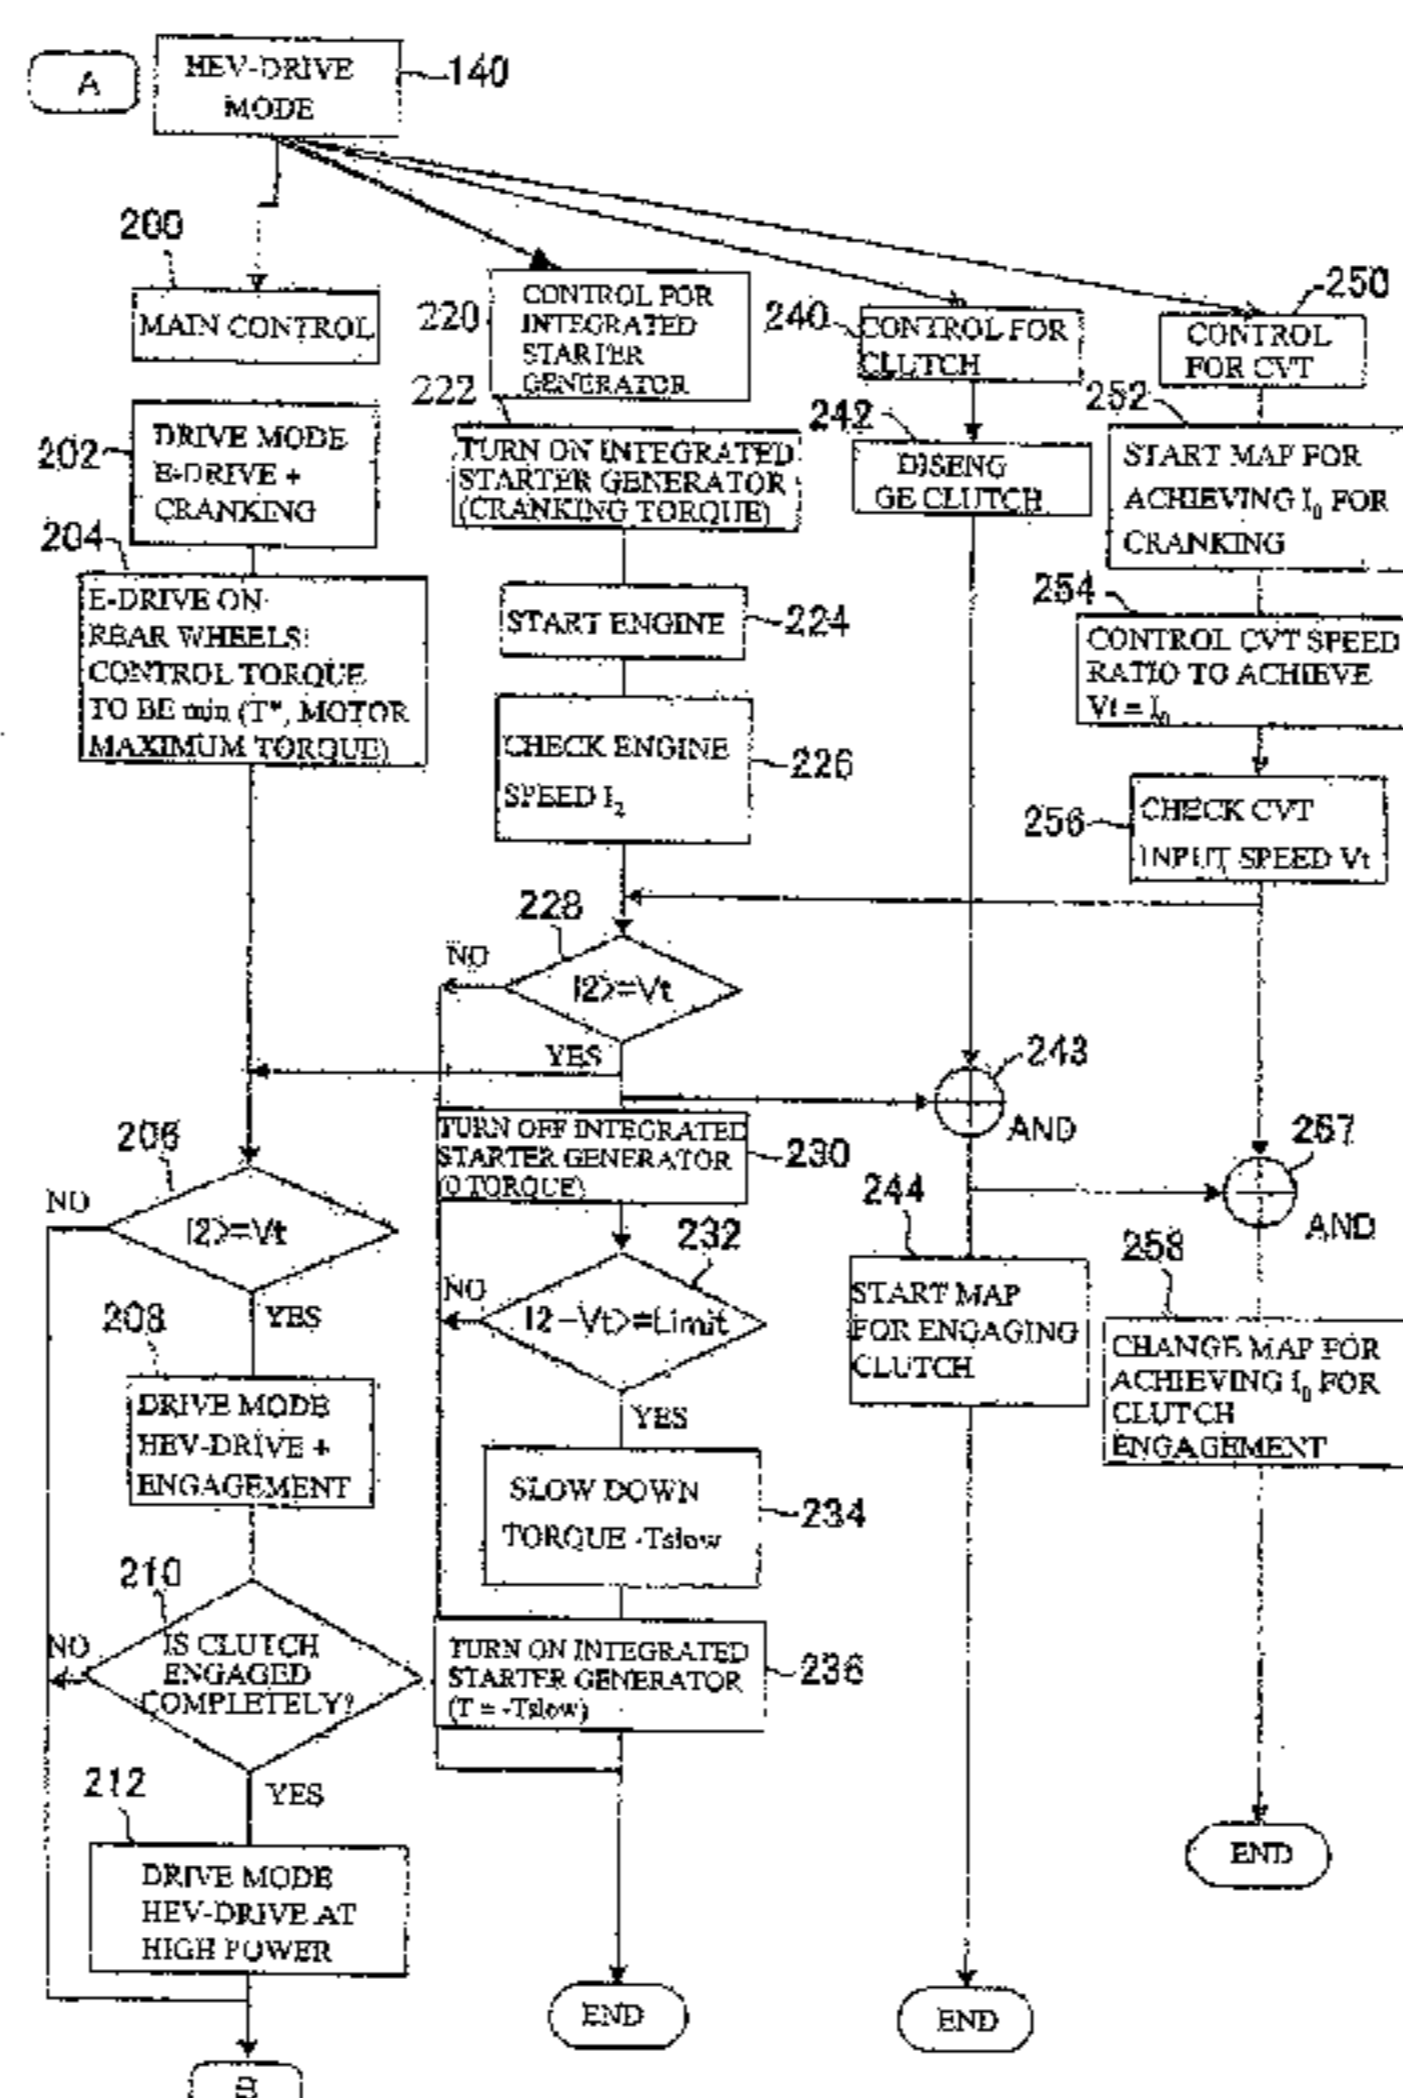 A
HEV-DRIVE
MODE
140
200
MAIN CONTROL
202
DRIVE MODE
E-DRIVE +
CRANKING
204
E-DRIVE ON
REAR WHEELS:
CONTROL TORQUE
TO BE min (T*, MOTOR
MAXIMUM TORQUE)
206
I2>=Vt
NO
YES
208
DRIVE MODE
HEV-DRIVE +
ENGAGEMENT
210
IS CLUTCH
ENGAGED
COMPLETELY?
NO
YES
212
DRIVE MODE
HEV-DRIVE AT
HIGH POWER
B
220
CONTROL FOR
INTEGRATED
STARTER
GENERATOR
222
TURN ON INTEGRATED
STARTER GENERATOR
(CRANKING TORQUE)
START ENGINE
224
CHECK ENGINE
SPEED I2
226
228
NO
I2>=Vt
YES
TURN OFF INTEGRATED
STARTER GENERATOR
(0 TORQUE)
230
232
NO
I2-Vt>=Limit
YES
SLOW DOWN
TORQUE -Tslow
234
TURN ON INTEGRATED
STARTER GENERATOR
(T = -Tslow)
236
END
240
CONTROL FOR
CLUTCH
242
DISENG
GE CLUTCH
243
AND
244
START MAP
FOR ENGAGING
CLUTCH
END
250
CONTROL
FOR CVT
252
START MAP FOR
ACHIEVING I0 FOR
CRANKING
254
CONTROL CVT SPEED
RATIO TO ACHIEVE
Vt = I0
256
CHECK CVT
INPUT SPEED Vt
257
AND
258
CHANGE MAP FOR
ACHIEVING I0 FOR
CLUTCH
ENGAGEMENT
END